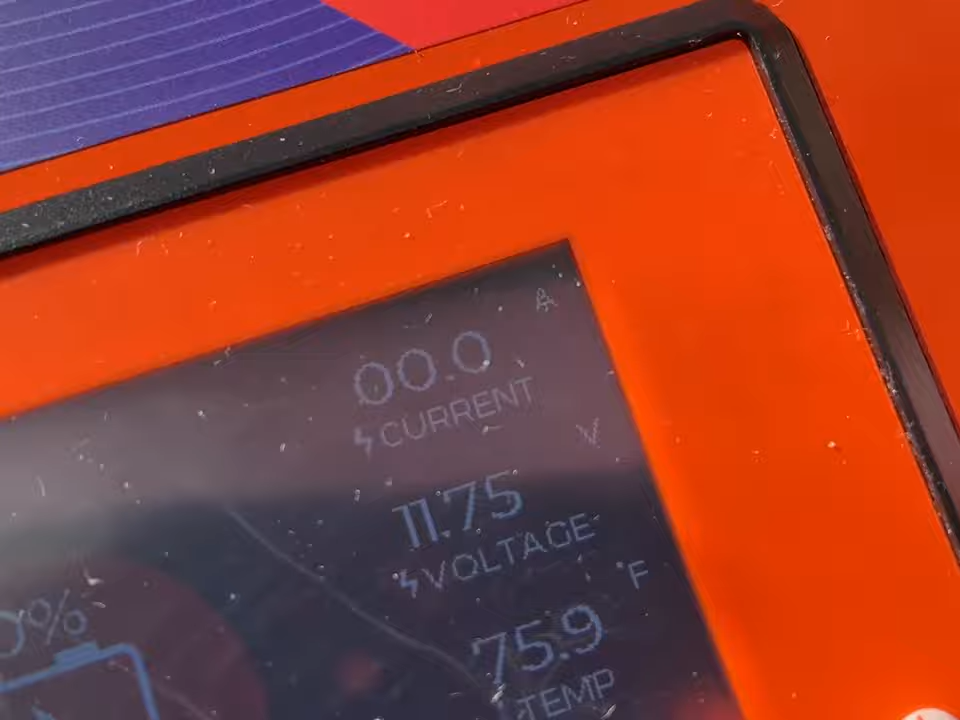 A
00.0
CURRENT
V
11.75
VOLTAGE
°F
75.9
TEMP
%